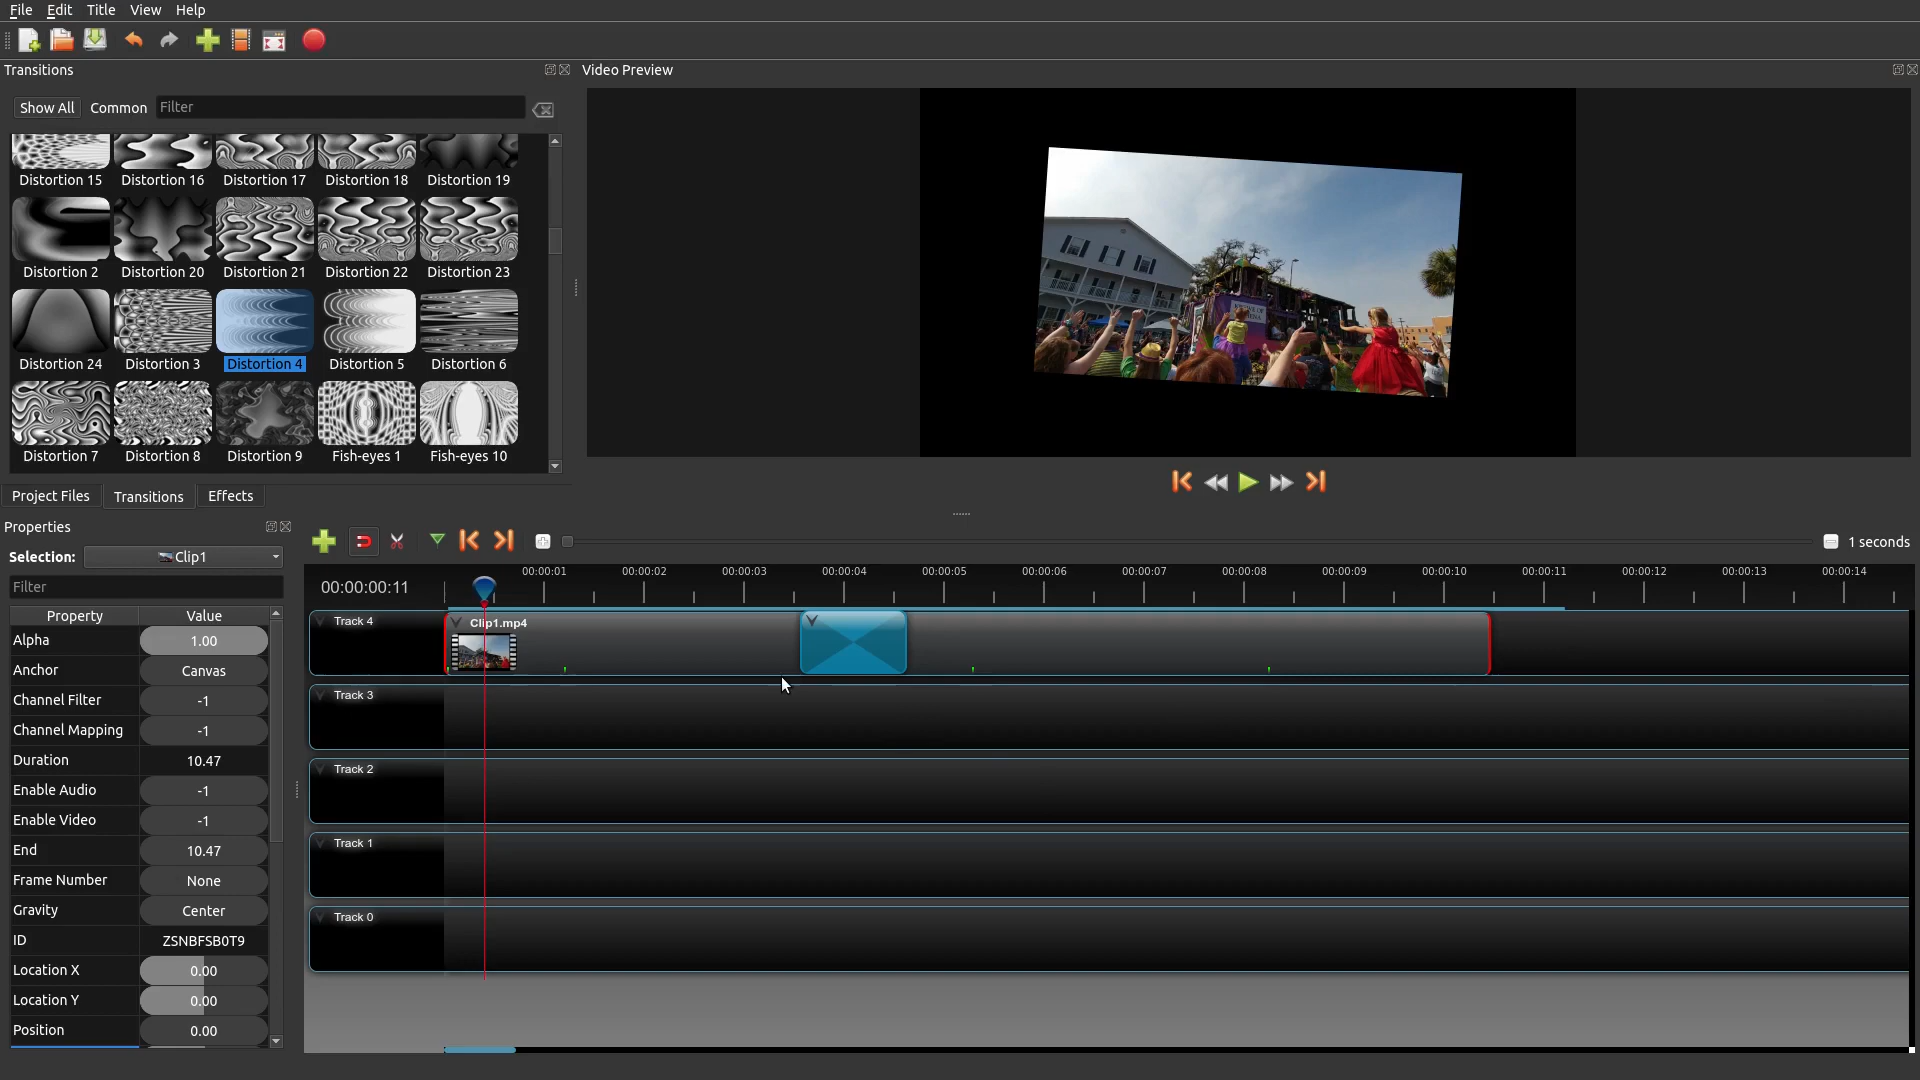 File Edit Title View Help
Transitions
Video Preview
Show All Common Filter
Distortion 15 Distortion 16 Distortion 17 Distortion 18 Distortion 19
Distortion 2 Distortion 20 Distortion 21 Distortion 22 Distortion 23
Distortion 24 Distortion 3 Distortion 4 Distortion 5 Distortion 6
Distortion 7 Distortion 8 Distortion 9 Fish-eyes 1 Fish-eyes 10
Project Files Transitions Effects
Properties
Selection: Clip1
Filter
Property Value
Alpha 1.00
Anchor Canvas
Channel Filter -1
Channel Mapping -1
Duration 10.47
Enable Audio -1
Enable Video -1
End 10.47
Frame Number None
Gravity Center
ID ZSNBFSB0T9
Location X 0.00
Location Y 0.00
Position 0.00
1 seconds
00:00:00:11
00:00:01 00:00:02 00:00:03 00:00:04 00:00:05 00:00:06 00:00:07 00:00:08 00:00:09 00:00:10 00:00:11 00:00:12 00:00:13 00:00:14
Track 4 Clip1.mp4
Track 3
Track 2
Track 1
Track 0